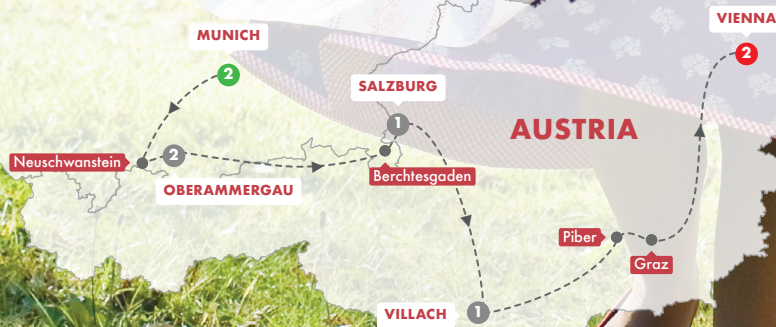 VIENNA
2
MUNICH
2
SALZBURG
1
AUSTRIA
Neuschwanstein
2
OBERAMMERGAU
Berchtesgaden
Piber
Graz
VILLACH
1